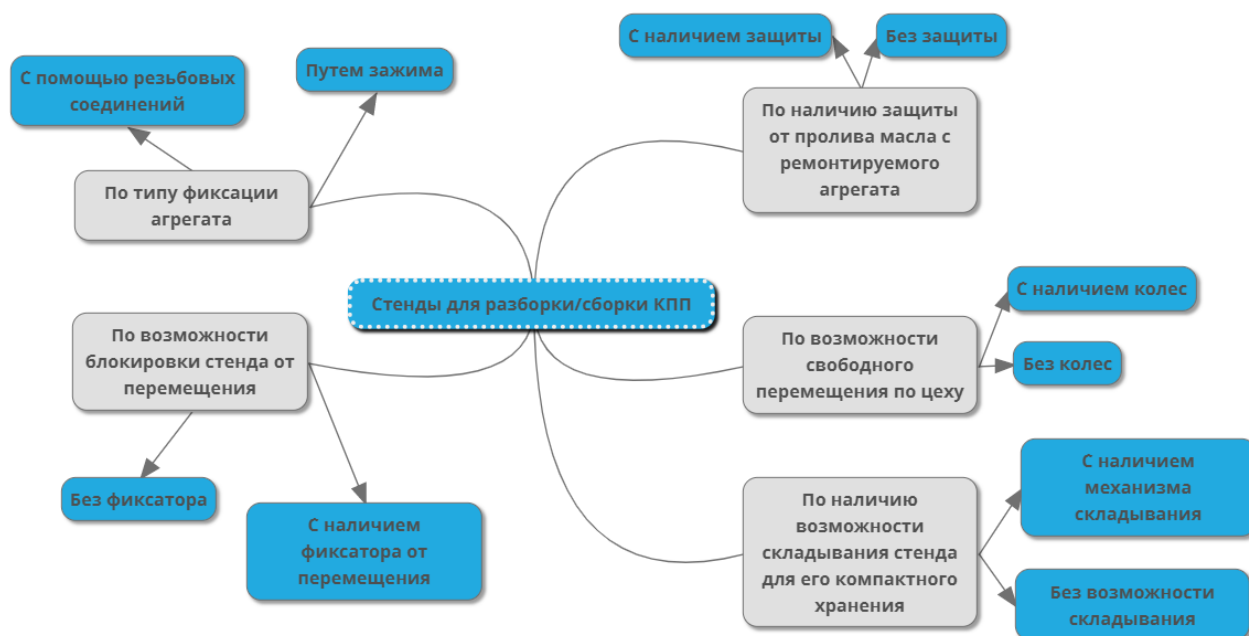 С наличием защиты
Без защиты
С помощью резьбовых
соединений
Путем зажима
По наличию защиты
от пролива масла с
ремонтируемого
агрегата
По типу фиксации
агрегата
Стенды для разборки/сборки КПП
С наличием колес
По возможности
блокировки стенда от
перемещения
По возможности
свободного
перемещения по цеху
Без колес
Без фиксатора
С наличием
фиксатора от
перемещения
По наличию
возможности
складывания стенда
для его компактного
хранения
С наличием
механизма
складывания
Без возможности
складывания